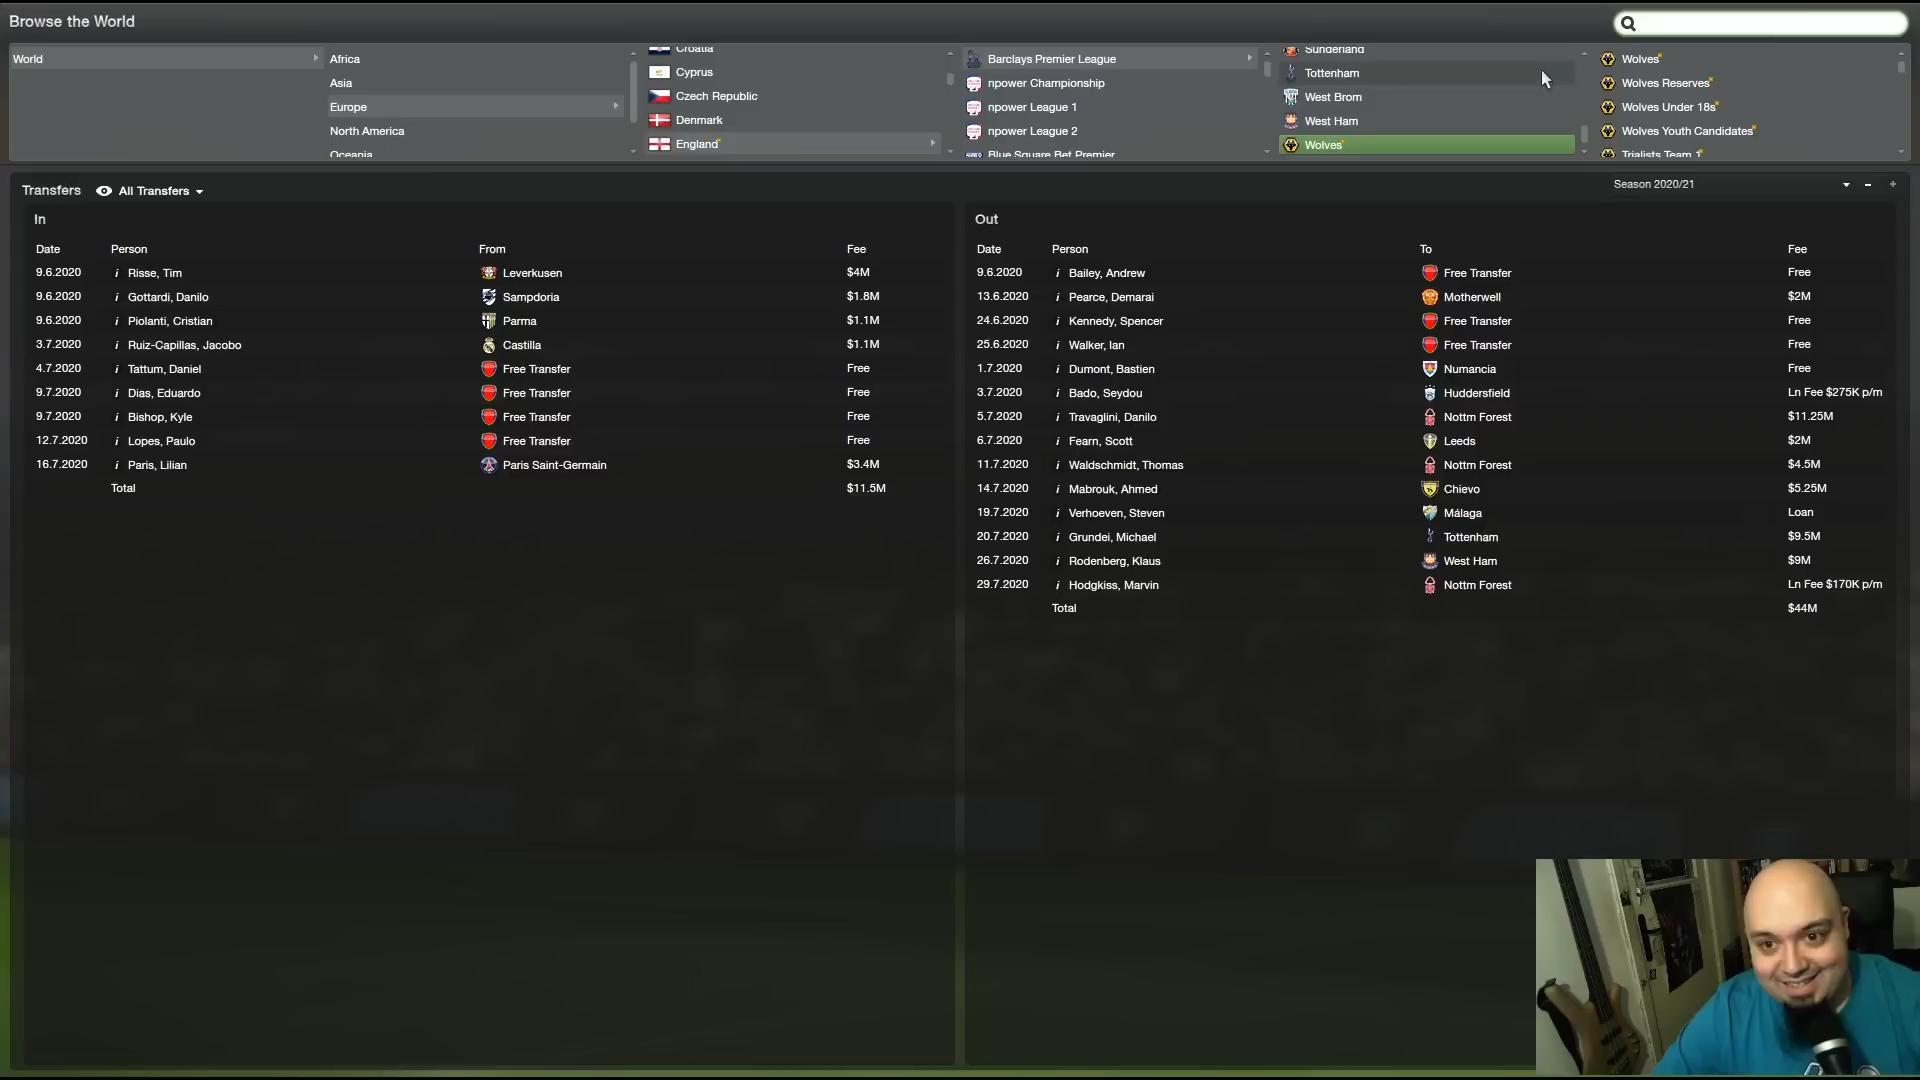 Browse the World
World
Africa
Asia
Europe
North America
Oceania
Croatia
Cyprus
Czech Republic
Denmark
England
Barclays Premier League
npower Championship
npower League 1
npower League 2
Blue Square Bet Premier
Sunderland
Tottenham
West Brom
West Ham
Wolves
Wolves
Wolves Reserves
Wolves Under 18s
Wolves Youth Candidates
Trialists Team 1
Transfers All Transfers
Season 2020/21
In
Date Person From Fee
9.6.2020 i Risse, Tim Leverkusen $4M
9.6.2020 i Gottardi, Danilo Sampdoria $1.8M
9.6.2020 i Piolanti, Cristian Parma $1.1M
3.7.2020 i Ruiz-Capillas, Jacobo Castilla $1.1M
4.7.2020 i Tattum, Daniel Free Transfer Free
9.7.2020 i Dias, Eduardo Free Transfer Free
9.7.2020 i Bishop, Kyle Free Transfer Free
12.7.2020 i Lopes, Paulo Free Transfer Free
16.7.2020 i Paris, Lilian Paris Saint-Germain $3.4M
Total $11.5M
Out
Date Person To Fee
9.6.2020 i Bailey, Andrew Free Transfer Free
13.6.2020 i Pearce, Demarai Motherwell $2M
24.6.2020 i Kennedy, Spencer Free Transfer Free
25.6.2020 i Walker, Ian Free Transfer Free
1.7.2020 i Dumont, Bastien Numancia Free
3.7.2020 i Bado, Seydou Huddersfield Ln Fee $275K p/m
5.7.2020 i Travaglini, Danilo Nottm Forest $11.25M
6.7.2020 i Fearn, Scott Leeds $2M
11.7.2020 i Waldschmidt, Thomas Nottm Forest $4.5M
14.7.2020 i Mabrouk, Ahmed Chievo $5.25M
19.7.2020 i Verhoeven, Steven Málaga Loan
20.7.2020 i Grundei, Michael Tottenham $9.5M
26.7.2020 i Rodenberg, Klaus West Ham $9M
29.7.2020 i Hodgkiss, Marvin Nottm Forest Ln Fee $170K p/m
Total $44M